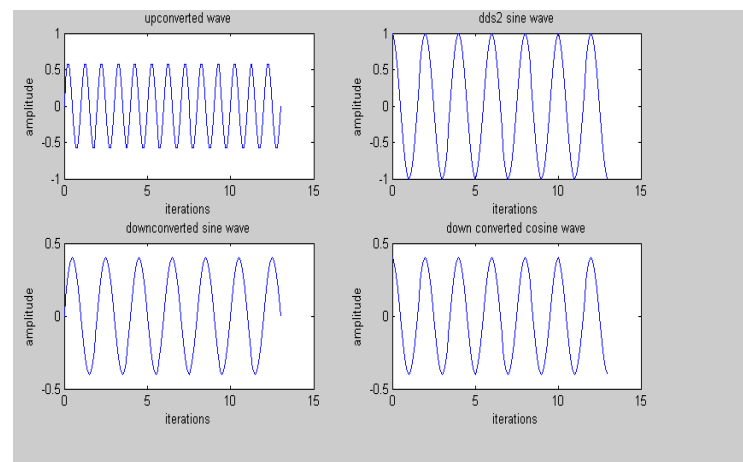 upconverted wave
1
0.5
0
-0.5
-1
amplitude
0 5 10 15
iterations
dds2 sine wave
1
0.5
0
-0.5
-1
amplitude
0 5 10 15
iterations
downconverted sine wave
0.5
0
-0.5
amplitude
0 5 10 15
iterations
down converted cosine wave
0.5
0
-0.5
amplitude
0 5 10 15
iterations